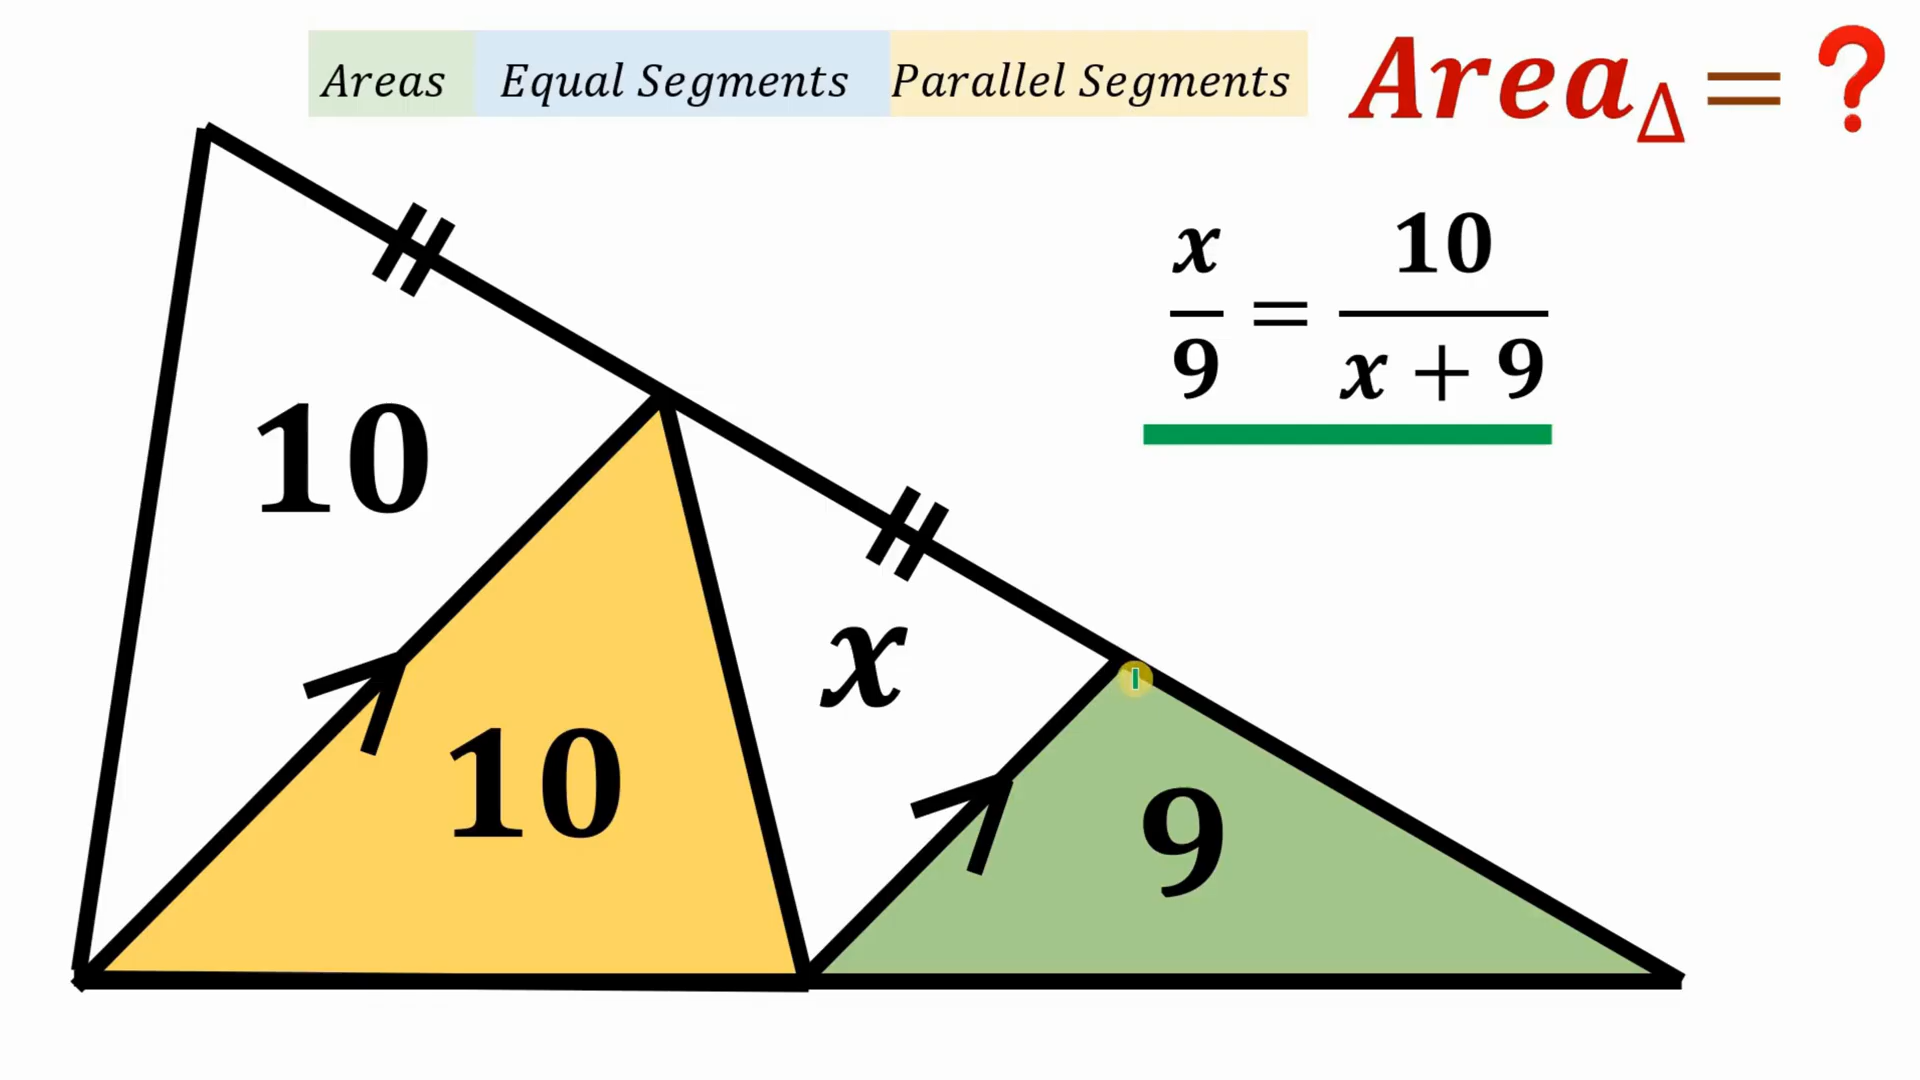 Areas Equal Segments Parallel Segments
Area△ = ?
x/9 = 10/(x + 9)
10
x
10
9